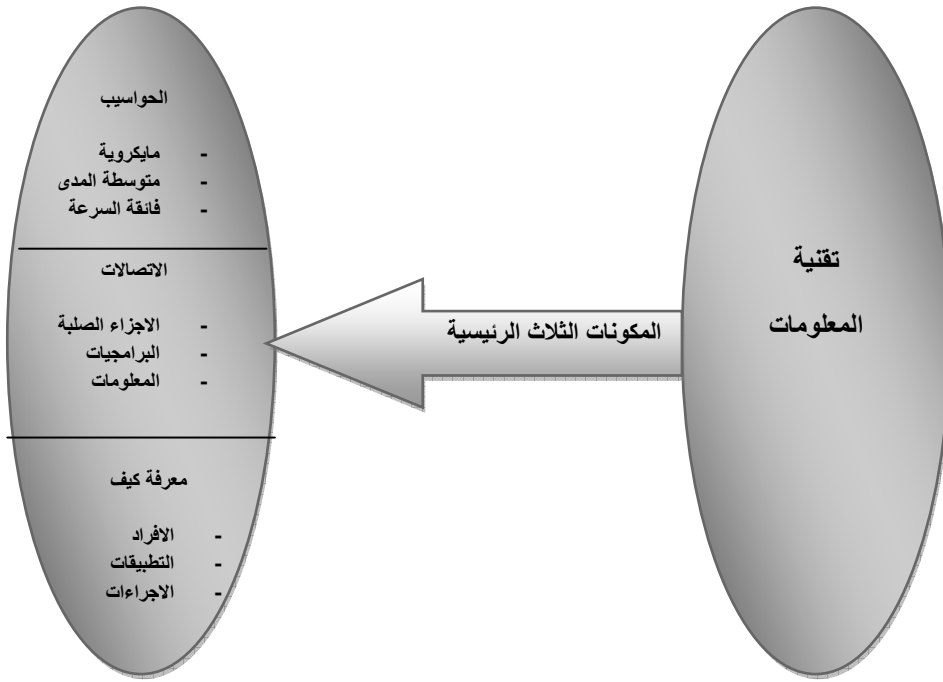 تقنية
المعلومات
المكونات الثلاث الرئيسية
الحواسيب
- مايكروية
- متوسطة المدى
- فائقة السرعة
الاتصالات
- الاجزاء الصلبة
- البرامجيات
- المعلومات
معرفة كيف
- الافراد
- التطبيقات
- الاجراءات